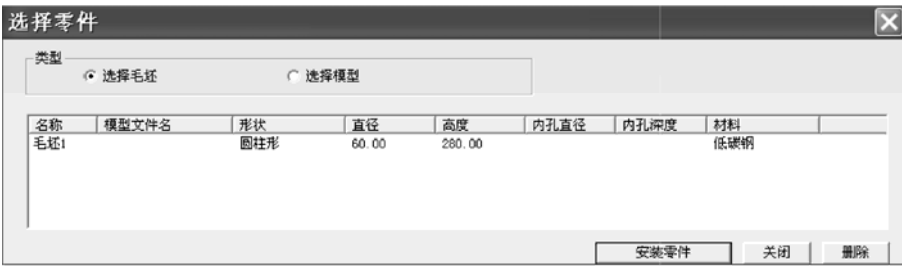 选择零件
类型
选择毛坯 选择模型
名称 模型文件名 形状 直径 高度 内孔直径 内孔深度 材料
毛坯1 圆柱形 60.00 280.00 低碳钢
安装零件 关闭 删除